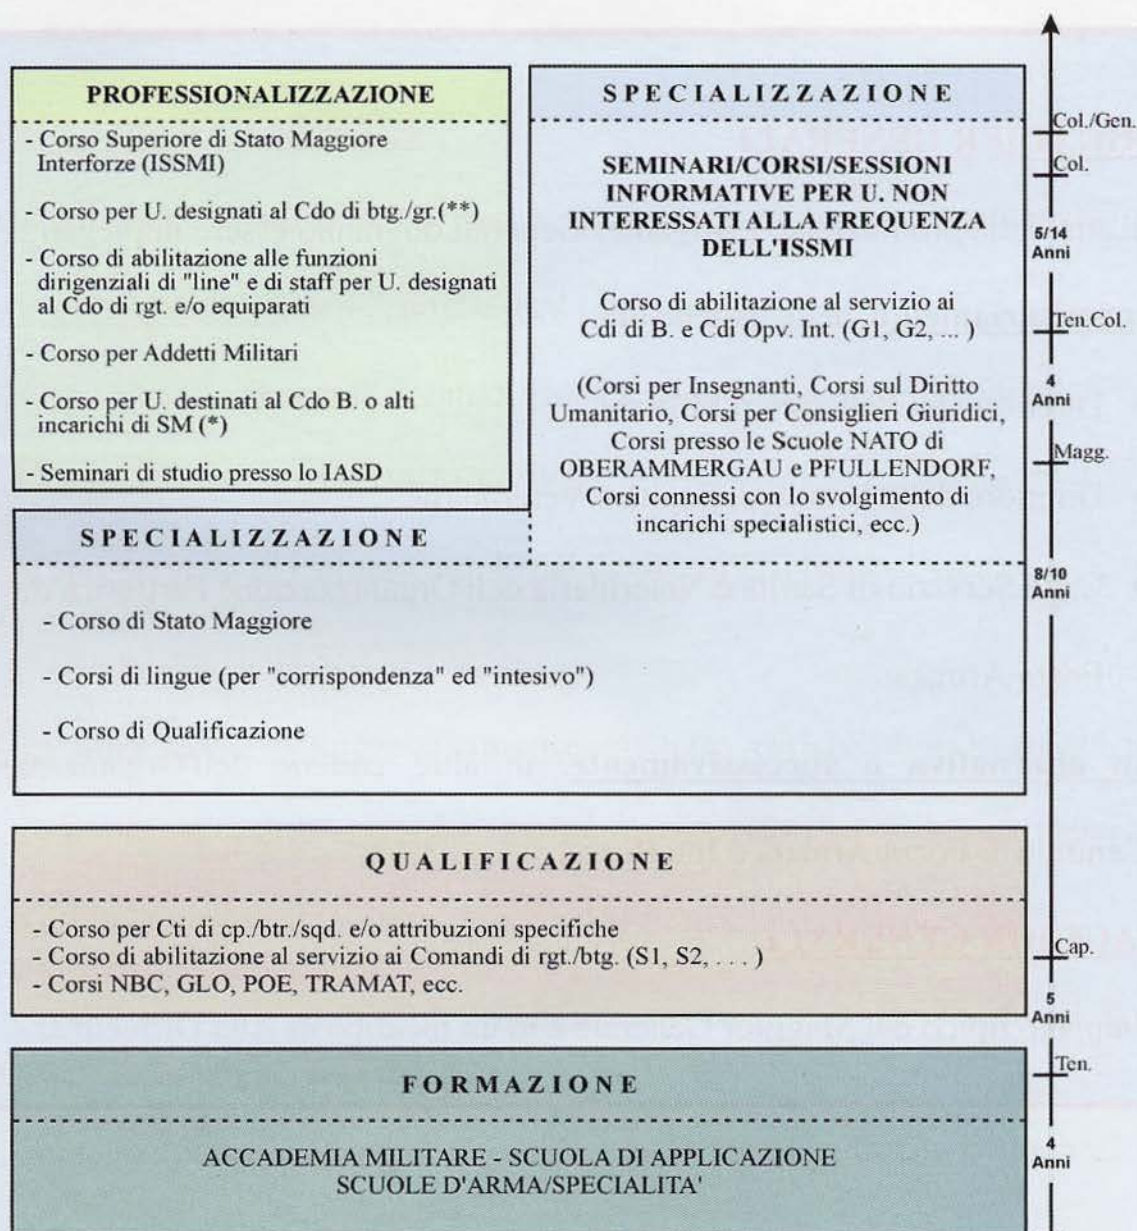 PROFESSIONALIZZAZIONE
- Corso Superiore di Stato Maggiore
Interforze (ISSMI)
- Corso per U. designati al Cdo di btg./gr.(**)
- Corso di abilitazione alle funzioni
dirigenziali di "line" e di staff per U. designati
al Cdo di rgt. e/o equiparati
- Corso per Addetti Militari
- Corso per U. destinati al Cdo B. o alti
incarichi di SM (*)
- Seminari di studio presso lo IASD
SPECIALIZZAZIONE
SEMINARI/CORSI/SESSIONI
INFORMATIVE PER U. NON
INTERESSATI ALLA FREQUENZA
DELL'ISSMI
Corso di abilitazione al servizio ai
Cdi di B. e Cdi Opv. Int. (G1, G2, ... )
(Corsi per Insegnanti, Corsi sul Diritto
Umanitario, Corsi per Consiglieri Giuridici,
Corsi presso le Scuole NATO di
OBERAMMERGAU e PFULLENDORF,
Corsi connessi con lo svolgimento di
incarichi specialistici, ecc.)
SPECIALIZZAZIONE
- Corso di Stato Maggiore
- Corsi di lingue (per "corrispondenza" ed "intesivo")
- Corso di Qualificazione
QUALIFICAZIONE
- Corso per Cti di cp./btr./sqd. e/o attribuzioni specifiche
- Corso di abilitazione al servizio ai Comandi di rgt./btg. (S1, S2, . . . )
- Corsi NBC, GLO, POE, TRAMAT, ecc.
FORMAZIONE
ACCADEMIA MILITARE - SCUOLA DI APPLICAZIONE
SCUOLE D'ARMA/SPECIALITA'
Col./Gen.
Col.
5/14
Anni
Ten.Col.
4
Anni
Magg.
8/10
Anni
Cap.
5
Anni
Ten.
4
Anni